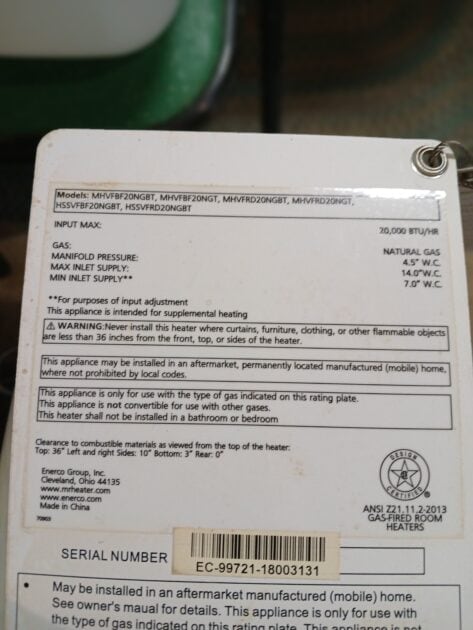 Models: MHVFBF20NGBT, MHVFBF20NGT, MHVFRD20NGBT, MHVFRD20NGT,
HSSVFBF20NGBT, HSSVFRD20NGBT
INPUT MAX: 20,000 BTU/HR
GAS: NATURAL GAS
MANIFOLD PRESSURE: 4.5" W.C.
MAX INLET SUPPLY: 14.0"W.C.
MIN INLET SUPPLY** 7.0" W.C.
**For purposes of input adjustment
This appliance is intended for supplemental heating
⚠ WARNING:Never install this heater where curtains, furniture, clothing, or other flammable objects
are less than 36 inches from the front, top, or sides of the heater.
This appliance may be installed in an aftermarket, permanently located manufactured (mobile) home,
where not prohibited by local codes.
This appliance is only for use with the type of gas indicated on this rating plate.
This appliance is not convertible for use with other gases.
This heater shall not be installed in a bathroom or bedroom
Clearance to combustible materials as viewed from the top of the heater:
Top: 36" Left and right Sides: 10" Bottom: 3" Rear: 0"
Enerco Group, Inc.
Cleveland, Ohio 44135
www.mrheater.com
www.enerco.com
Made in China
DESIGN
CERTIFIED
®
ANSI Z21.11.2-2013
GAS-FIRED ROOM
HEATERS
SERIAL NUMBER
EC-99721-18003131
• May be installed in an aftermarket manufactured (mobile) home.
See owner's maual for details. This appliance is only for use with
the type of gas indicated on this rating plate. This appliance is not